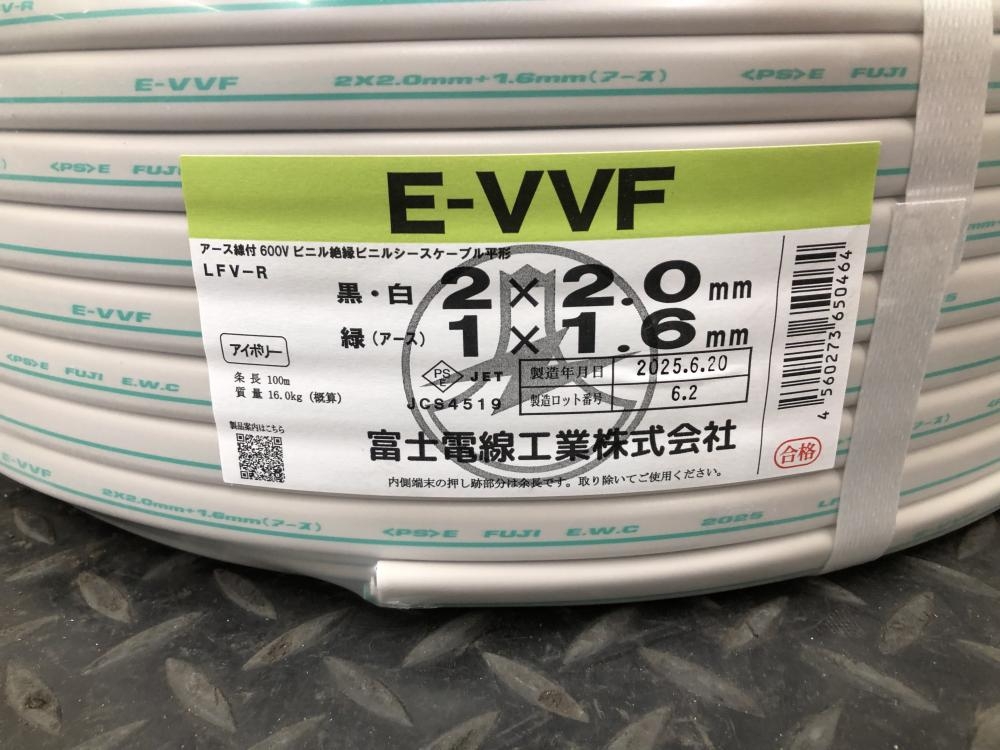 V-R
E-VVF 2X2.0mm+1.6mm(アース) <PS>E FUJI
<PS>E FUJI
E-VVF
アース線付 600V ビニル絶縁ビニルシースケーブル平形
LFV-R
黒・白 2×2.0mm
緑(アース) 1×1.6mm
アイボリー
条長 100m
質量 16.0kg (概算)
製品案内はこちら
PS
E
JET
JCS4519
製造年月日 2025.6.20
製造ロット番号 6.2
富士電線工業株式会社
内側端末の押し跡部分は余長です。取り除いてご使用ください。
4560273650464
合格
E-VVF
<PS>E FUJI E.W.C
E-VVF
2X2.0mm+1.6mm(アース) <PS>E FUJI E.W.C 2025 LF